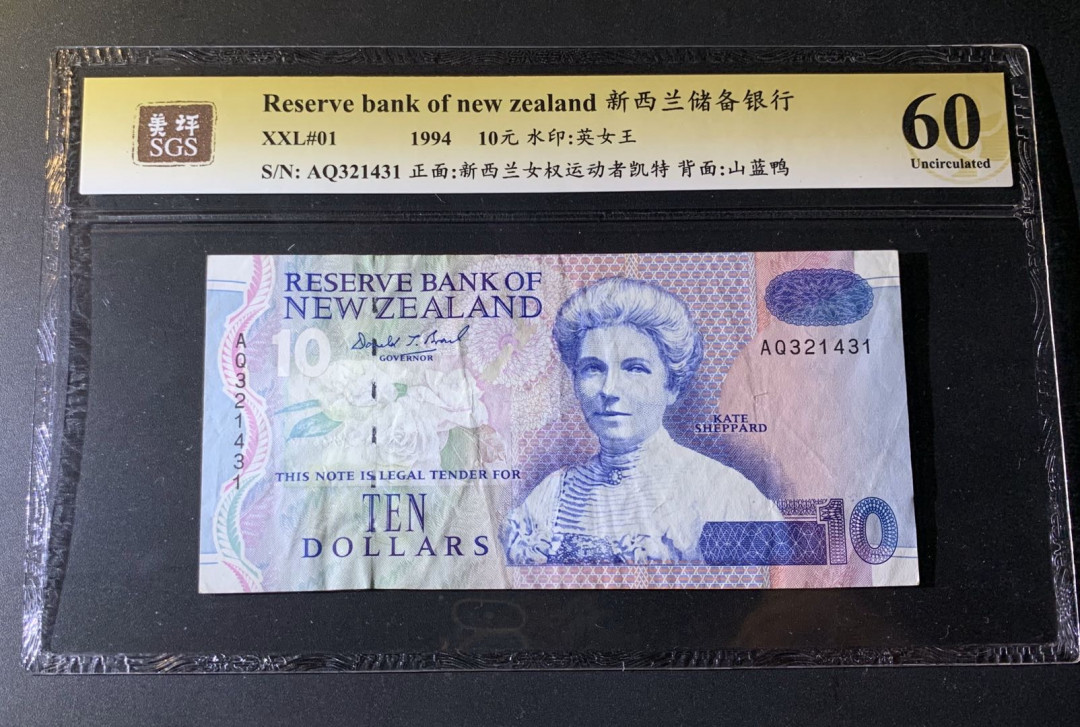 Reserve bank of new zealand 新西兰储备银行
XXL#01 1994 10元 水印:英女王
S/N: AQ321431 正面:新西兰女权运动者凯特 背面:山蓝鸭
美评
SGS
60
Uncirculated
RESERVE BANK OF
NEW ZEALAND
10
Donald T. Brash
GOVERNOR
AQ321431
AQ321431
KATE
SHEPPARD
THIS NOTE IS LEGAL TENDER FOR
TEN
DOLLARS
10